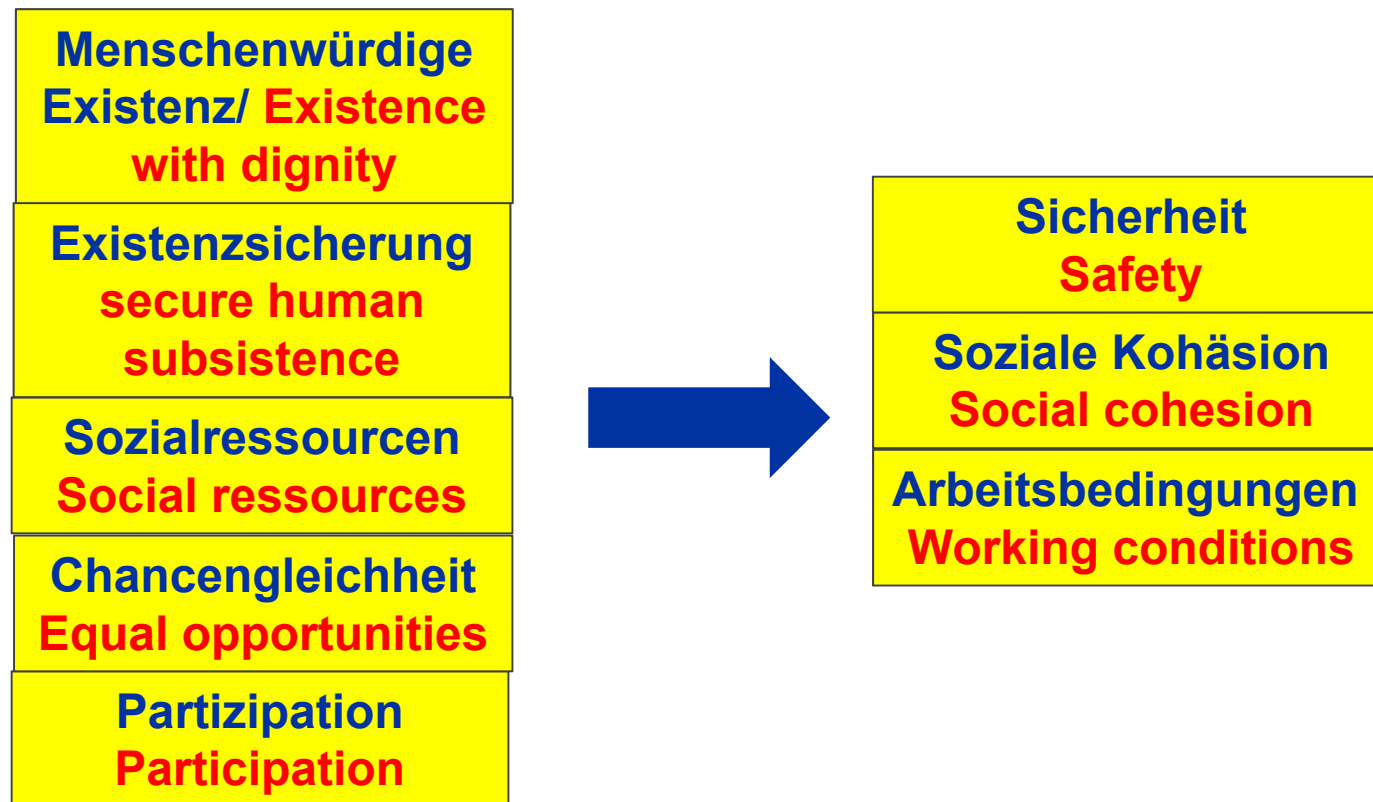 Menschenwürdige
Existenz/ Existence
with dignity
Existenzsicherung
secure human
subsistence
Sozialressourcen
Social ressources
Chancengleichheit
Equal opportunities
Partizipation
Participation
Sicherheit
Safety
Soziale Kohäsion
Social cohesion
Arbeitsbedingungen
Working conditions